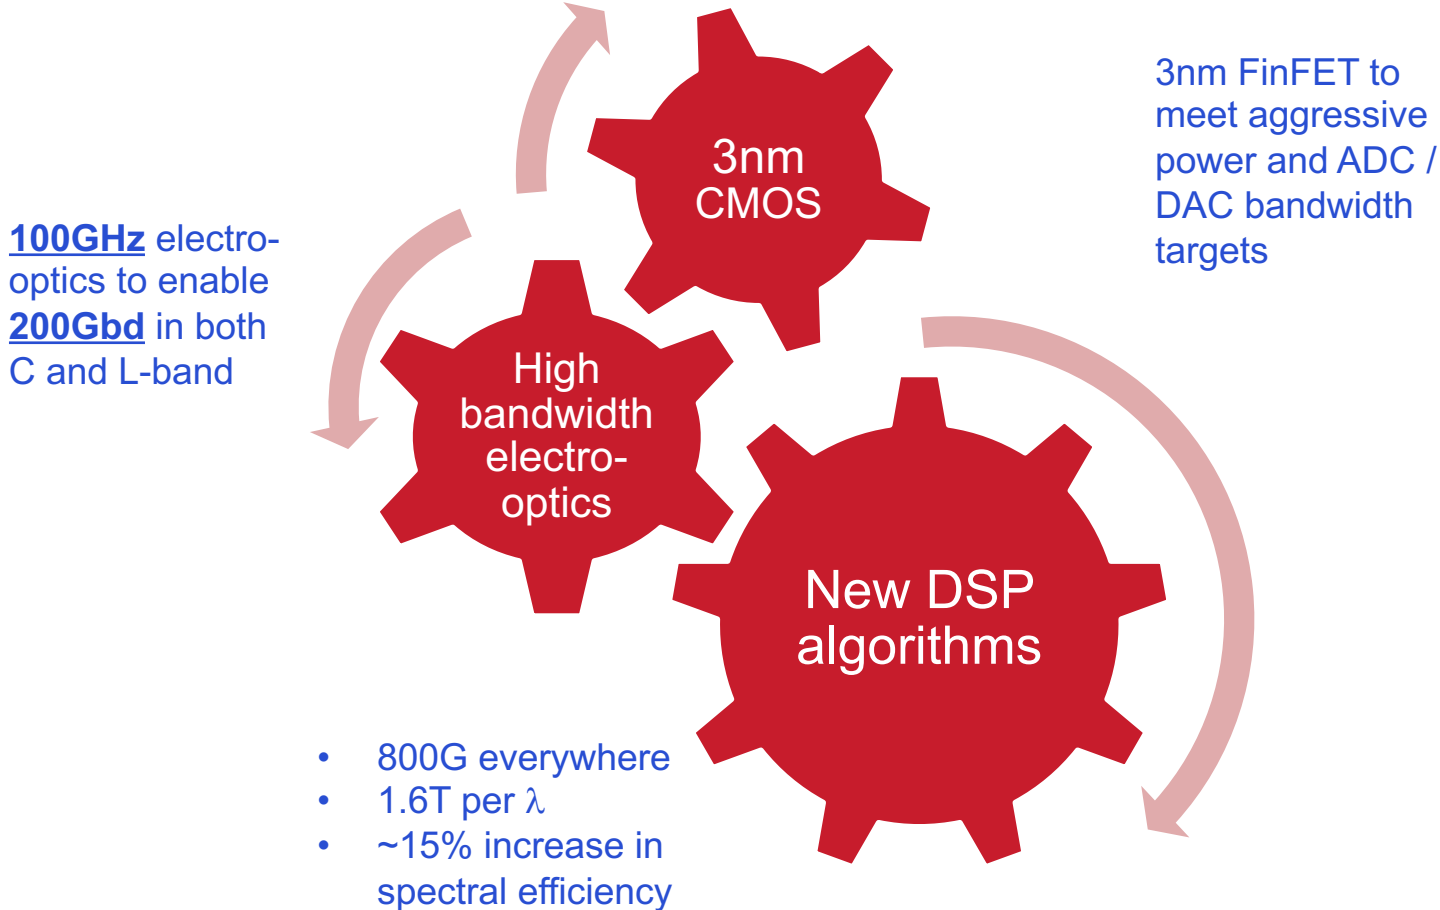 3nm
CMOS
3nm FinFET to
meet aggressive
power and ADC /
DAC bandwidth
targets
100GHz electro-
optics to enable
200Gbd in both
C and L-band
High
bandwidth
electro-
optics
New DSP
algorithms
• 800G everywhere
• 1.6T per λ
• ~15% increase in
spectral efficiency